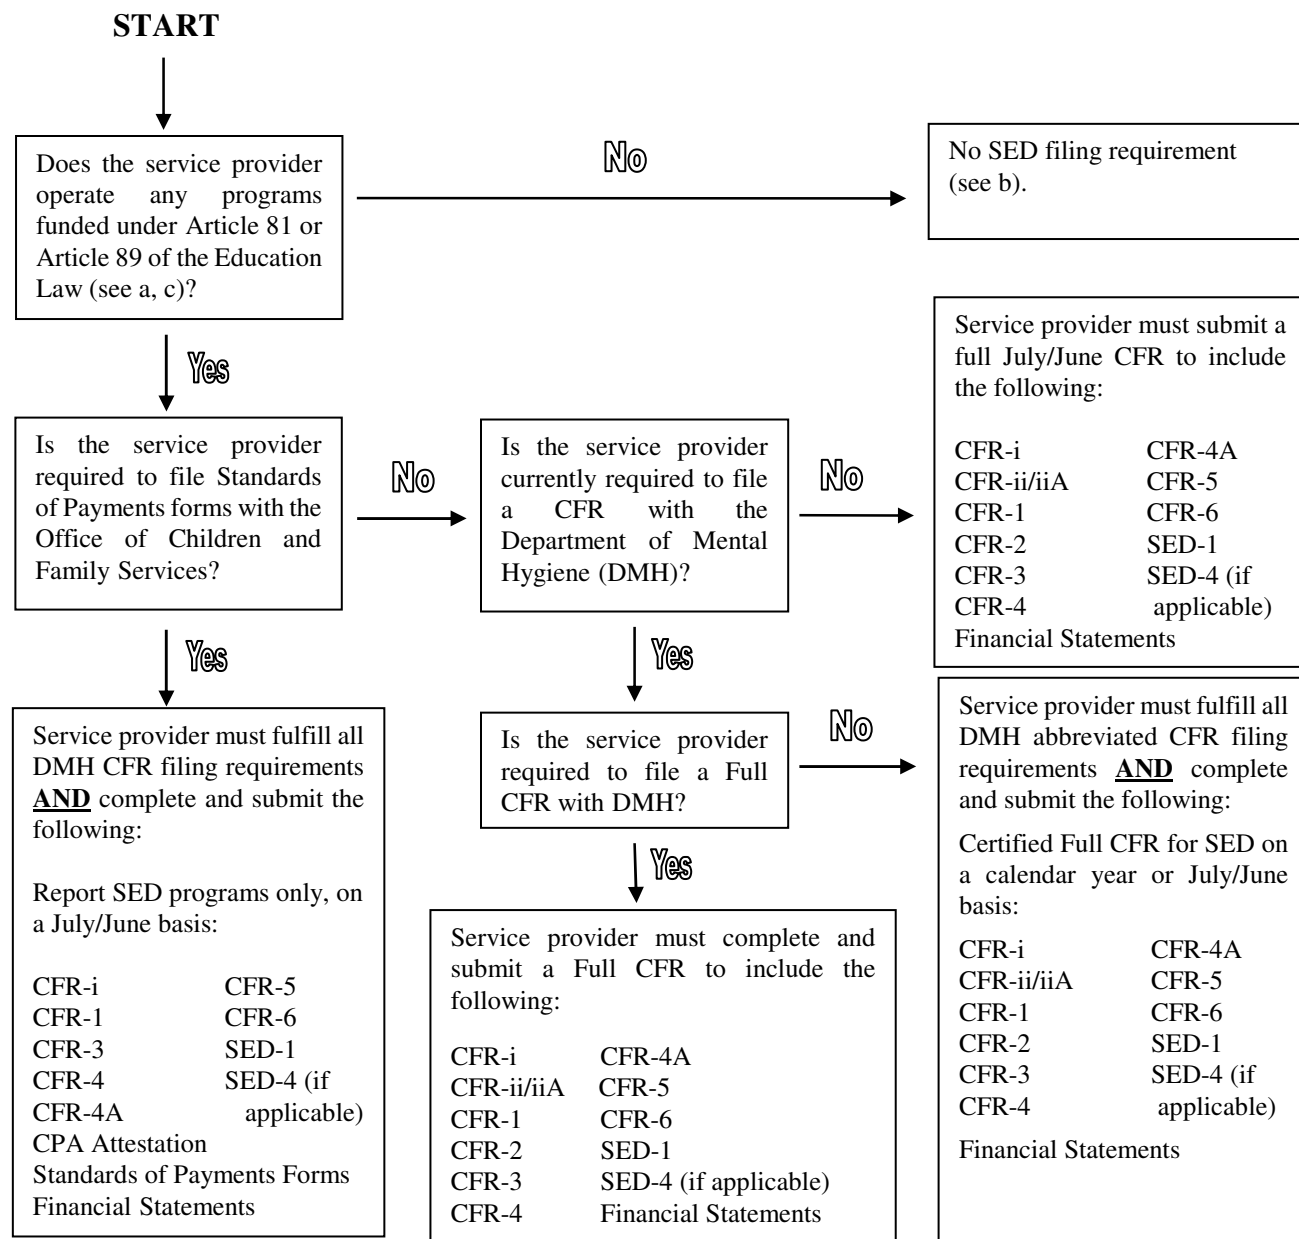 START
Does the service provider
operate any programs
funded under Article 81 or
Article 89 of the Education
Law (see a, c)?
No
No SED filing requirement
(see b).
Yes
Is the service provider
required to file Standards
of Payments forms with the
Office of Children and
Family Services?
No
Is the service provider
currently required to file
a CFR with the
Department of Mental
Hygiene (DMH)?
No
Service provider must submit a
full July/June CFR to include
the following:
CFR-i CFR-4A
CFR-ii/iiA CFR-5
CFR-1 CFR-6
CFR-2 SED-1
CFR-3 SED-4 (if
CFR-4 applicable)
Financial Statements
Yes
Service provider must fulfill all
DMH CFR filing requirements
AND complete and submit the
following:
Report SED programs only, on
a July/June basis:
CFR-i CFR-5
CFR-1 CFR-6
CFR-3 SED-1
CFR-4 SED-4 (if
CFR-4A applicable)
CPA Attestation
Standards of Payments Forms
Financial Statements
Yes
Is the service provider
required to file a Full
CFR with DMH?
No
Service provider must fulfill all
DMH abbreviated CFR filing
requirements AND complete
and submit the following:
Certified Full CFR for SED on
a calendar year or July/June
basis:
CFR-i CFR-4A
CFR-ii/iiA CFR-5
CFR-1 CFR-6
CFR-2 SED-1
CFR-3 SED-4 (if
CFR-4 applicable)
Financial Statements
Yes
Service provider must complete and
submit a Full CFR to include the
following:
CFR-i CFR-4A
CFR-ii/iiA CFR-5
CFR-1 CFR-6
CFR-2 SED-1
CFR-3 SED-4 (if applicable)
CFR-4 Financial Statements